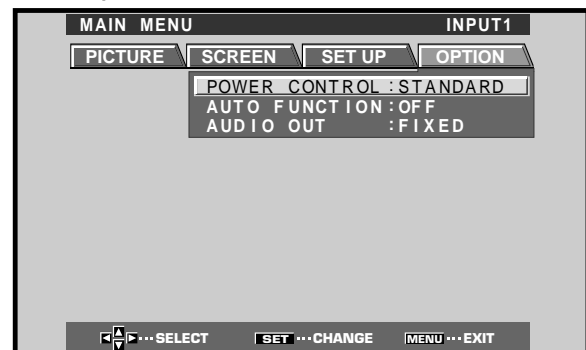 MAIN MENU INPUT1
PICTURE SCREEN SET UP OPTION
POWER CONTROL :STANDARD
AUTO FUNCTION :OFF
AUDIO OUT :FIXED
···SELECT SET ···CHANGE MENU ···EXIT